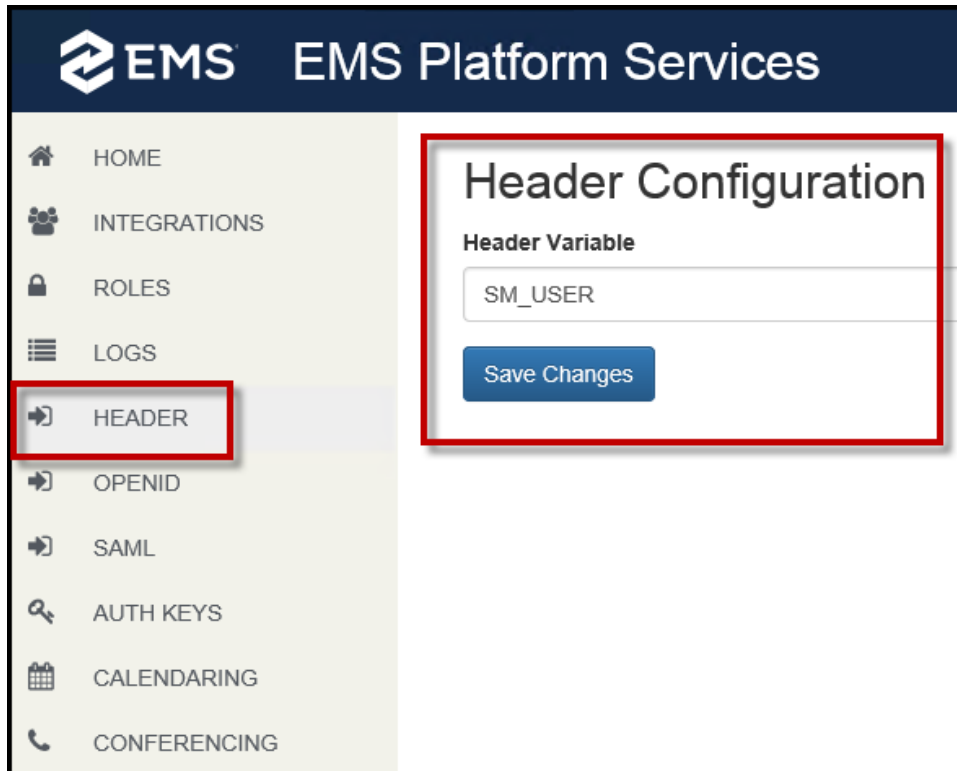 EMS EMS Platform Services
HOME
INTEGRATIONS
ROLES
LOGS
HEADER
OPENID
SAML
AUTH KEYS
CALENDARING
CONFERENCING
Header Configuration
Header Variable
SM_USER
Save Changes